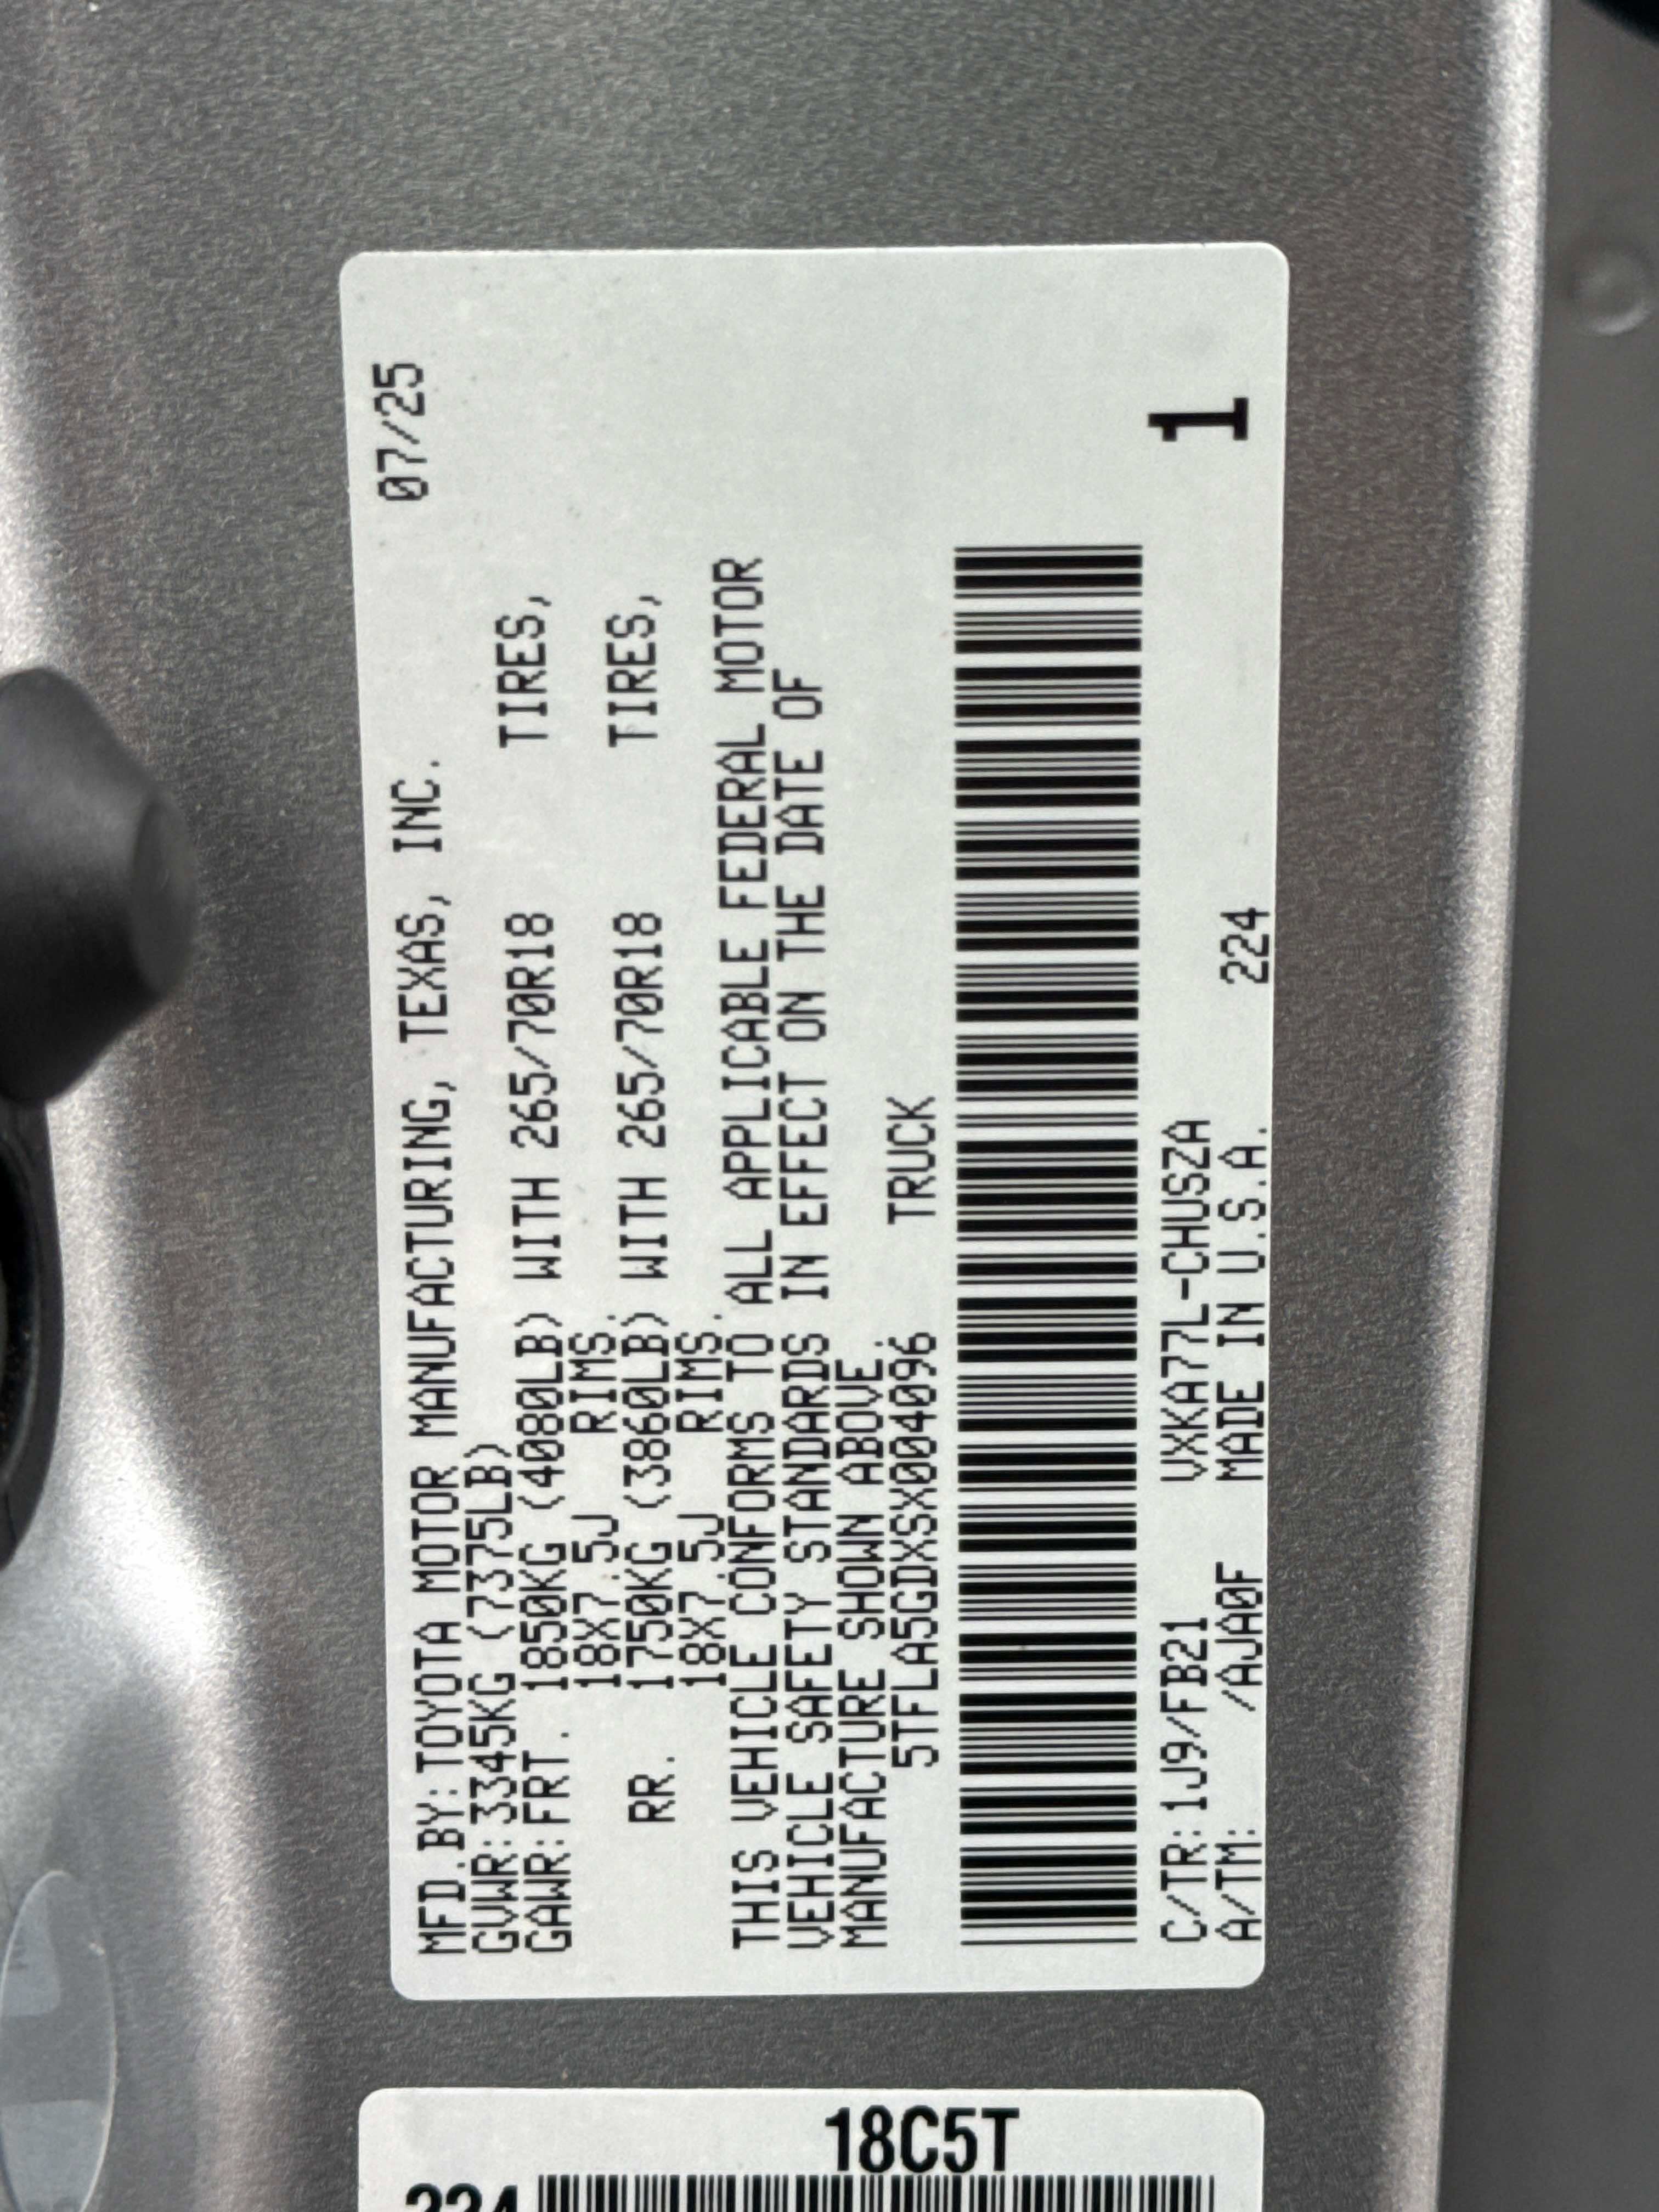 MFD.BY:TOYOTA MOTOR MANUFACTURING, TEXAS, INC. 07/25
GVWR:3345KG (7375LB)
GAWR:FRT. 1850KG (4080LB) WITH 265/70R18 TIRES,
18X7.5J RIMS.
RR. 1750KG (3860LB) WITH 265/70R18 TIRES,
18X7.5J RIMS.
THIS VEHICLE CONFORMS TO ALL APPLICABLE FEDERAL MOTOR
VEHICLE SAFETY STANDARDS IN EFFECT ON THE DATE OF
MANUFACTURE SHOWN ABOVE.
5TFLA5GDXSX004096 TRUCK
C/TR:1J9/FB21 VXKA77L-CHUSZA 1
A/TM: /AJA0F MADE IN U.S.A. 224
18C5T